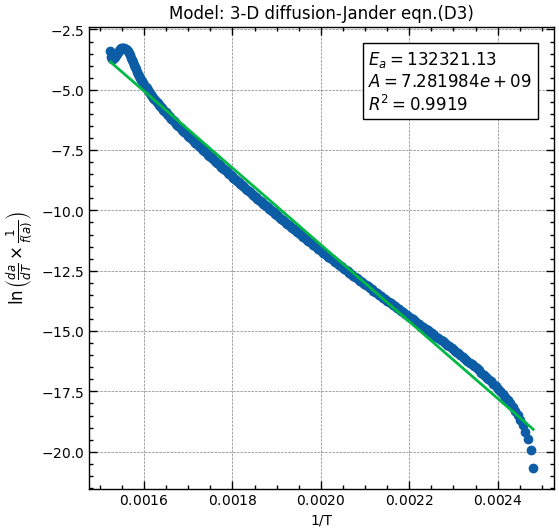 Model: 3-D diffusion-Jander eqn.(D3)
E_a = 132321.13
A = 7.281984e + 09
R^2 = 0.9919
ln(da/dT × 1/f(a))
−2.5
−5.0
−7.5
−10.0
−12.5
−15.0
−17.5
−20.0
0.0016 0.0018 0.0020 0.0022 0.0024
1/T